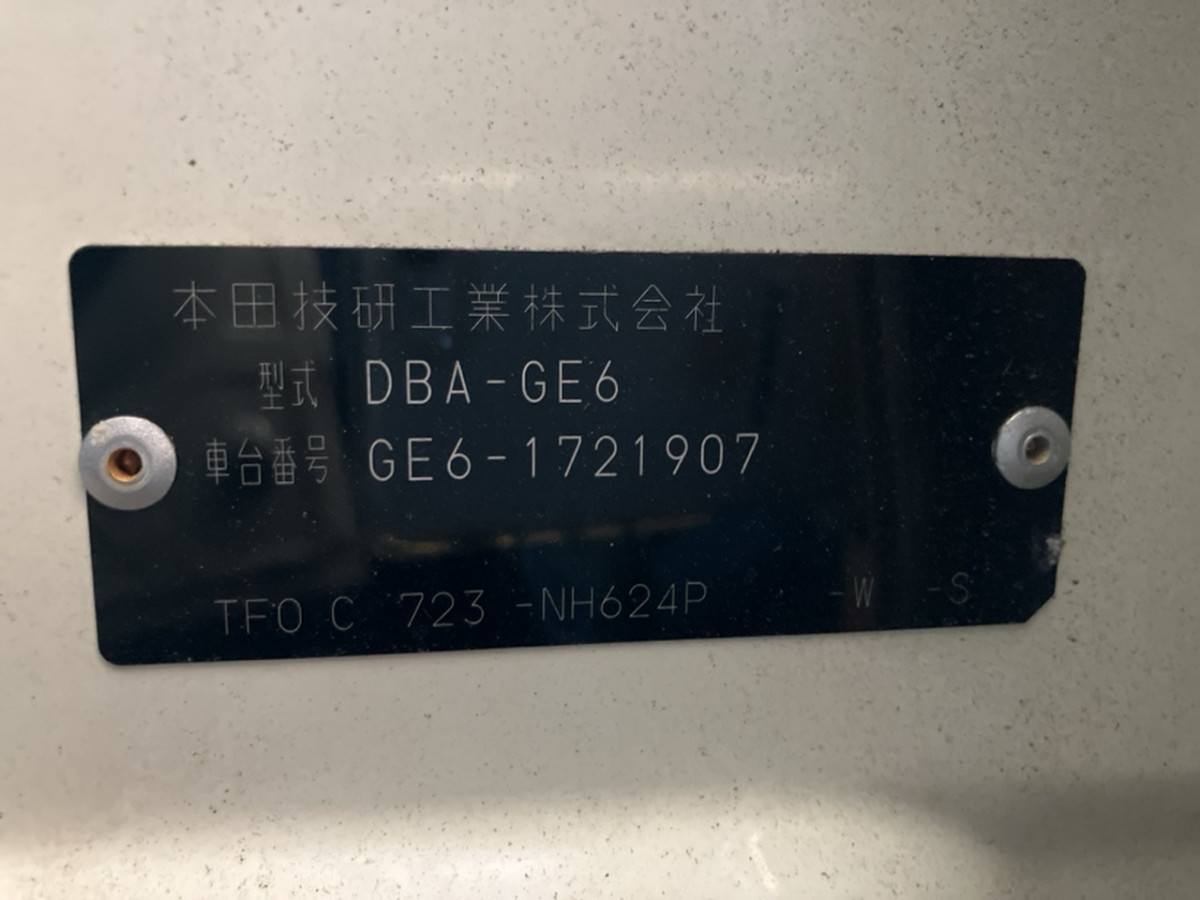 本田技研工業株式会社
型式 DBA-GE6
車台番号 GE6-1721907
TF0 C 723 -NH624P -W -S